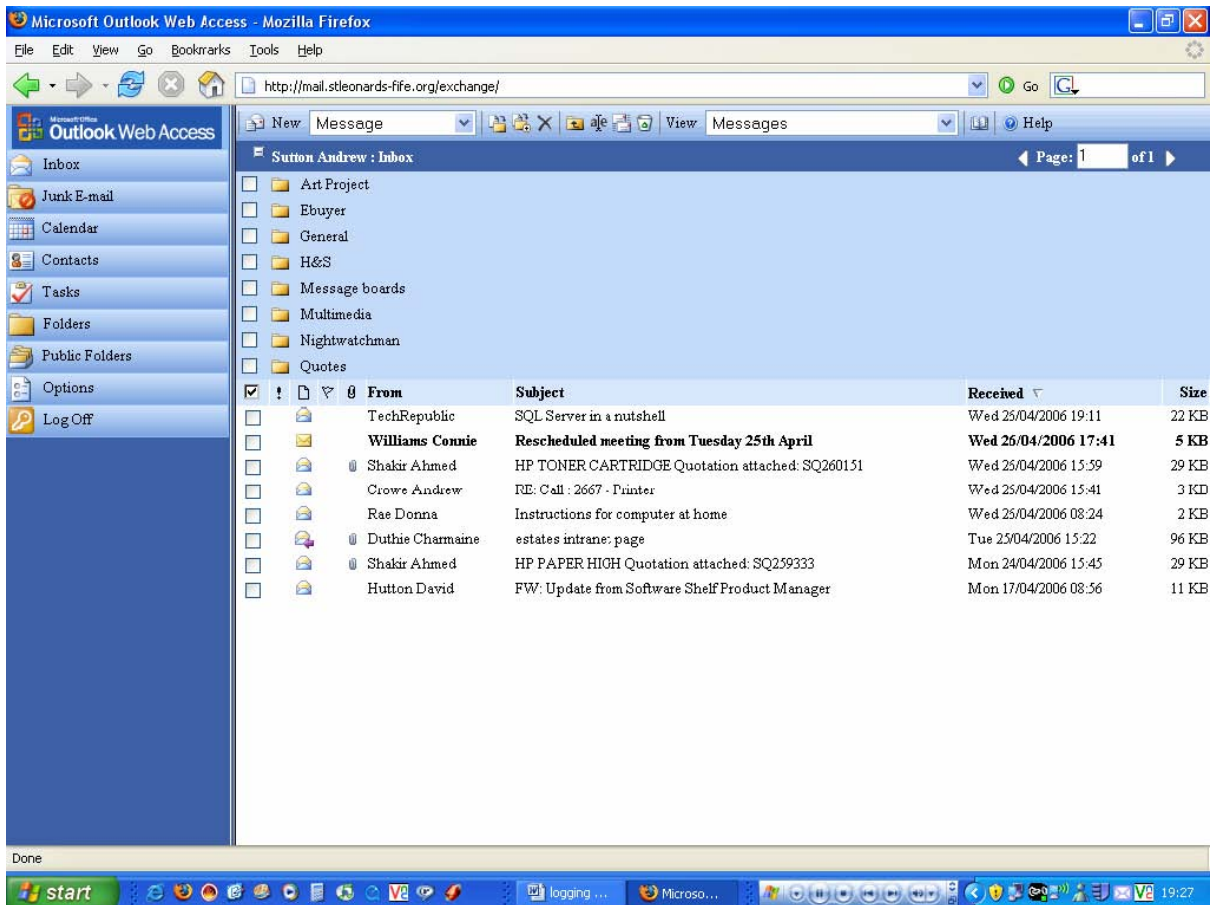 Microsoft Outlook Web Access - Mozilla Firefox
File Edit View Go Bookmarks Tools Help
http://mail.stleonards-fife.org/exchange/ Go
Microsoft Office
Outlook Web Access
New Message View Messages Help
Sutton Andrew : Inbox Page: 1 of 1
Inbox
Junk E-mail
Calendar
Contacts
Tasks
Folders
Public Folders
Options
Log Off
Art Project
Ebuyer
General
H&S
Message boards
Multimedia
Nightwatchman
Quotes
! From Subject Received Size
TechRepublic SQL Server in a nutshell Wed 26/04/2006 19:11 22 KB
Williams Connie Rescheduled meeting from Tuesday 25th April Wed 26/04/2006 17:41 5 KB
Shakir Ahmed HP TONER CARTRIDGE Quotation attached: SQ260151 Wed 26/04/2006 15:59 29 KB
Crowe Andrew RE: Call : 2667 - Printer Wed 26/04/2006 15:41 3 KB
Rae Donna Instructions for computer at home Wed 26/04/2006 08:24 2 KB
Duthie Charmaine estates intranet page Tue 25/04/2006 15:22 96 KB
Shakir Ahmed HP PAPER HIGH Quotation attached: SQ259333 Mon 24/04/2006 15:45 29 KB
Hutton David FW: Update from Software Shelf Product Manager Mon 17/04/2006 08:56 11 KB
Done
start logging ... Microso... 19:27